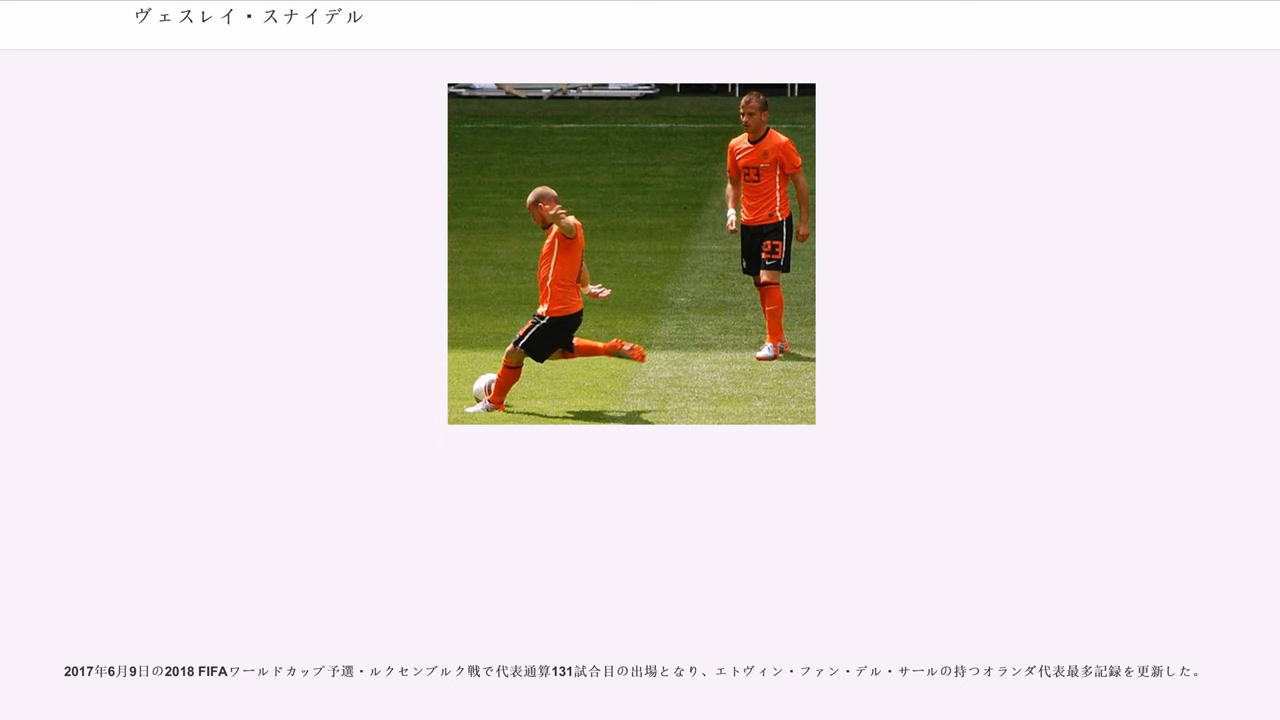 ヴェスレイ・スナイデル
23
23
2017年6月9日の2018 FIFAワールドカップ予選・ルクセンブルク戦で代表通算131試合目の出場となり、エトヴィン・ファン・デル・サールの持つオランダ代表最多記録を更新した。